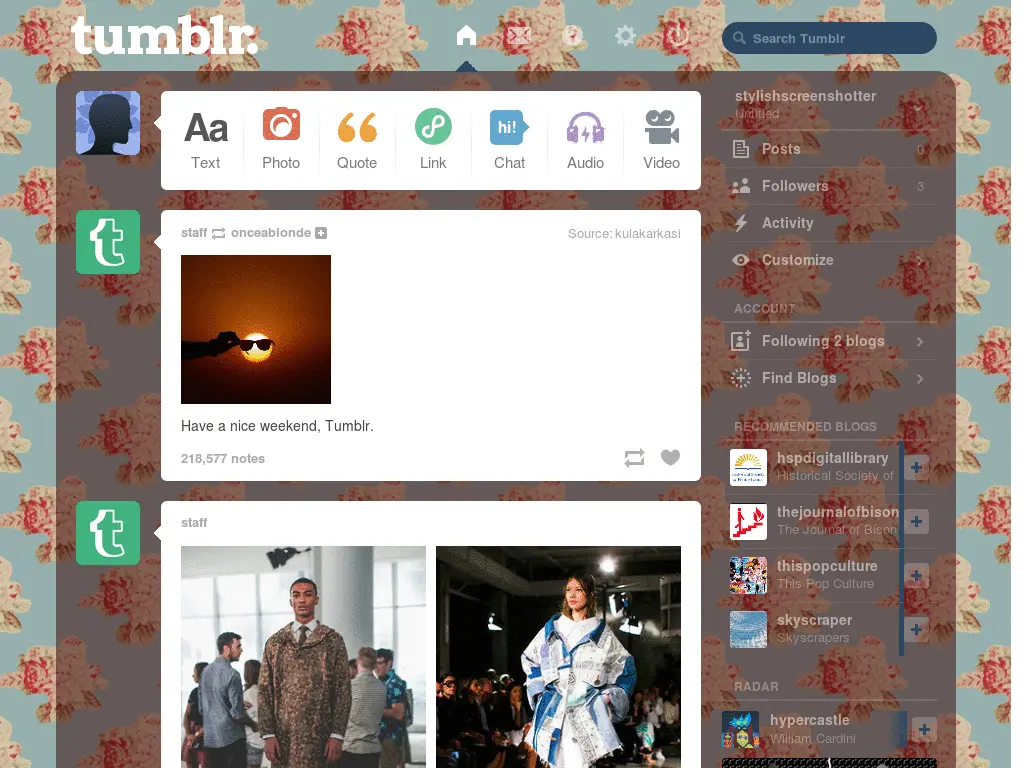 tumblr.
Search Tumblr
Aa
hi!
Text
Photo
Quote
Link
Chat
Audio
Video
staff onceablonde
Source: kulakarkasi
Have a nice weekend, Tumblr.
218,577 notes
staff
stylishscreenshotter
Untitled
Posts 0
Followers 3
Activity
Customize
ACCOUNT
Following 2 blogs
Find Blogs
RECOMMENDED BLOGS
hspdigitallibrary
Historical Society of
thejournalofbison
The Journal of Bison
thispopculture
This Pop Culture
skyscraper
Skyscrapers
RADAR
hypercastle
William Cardini